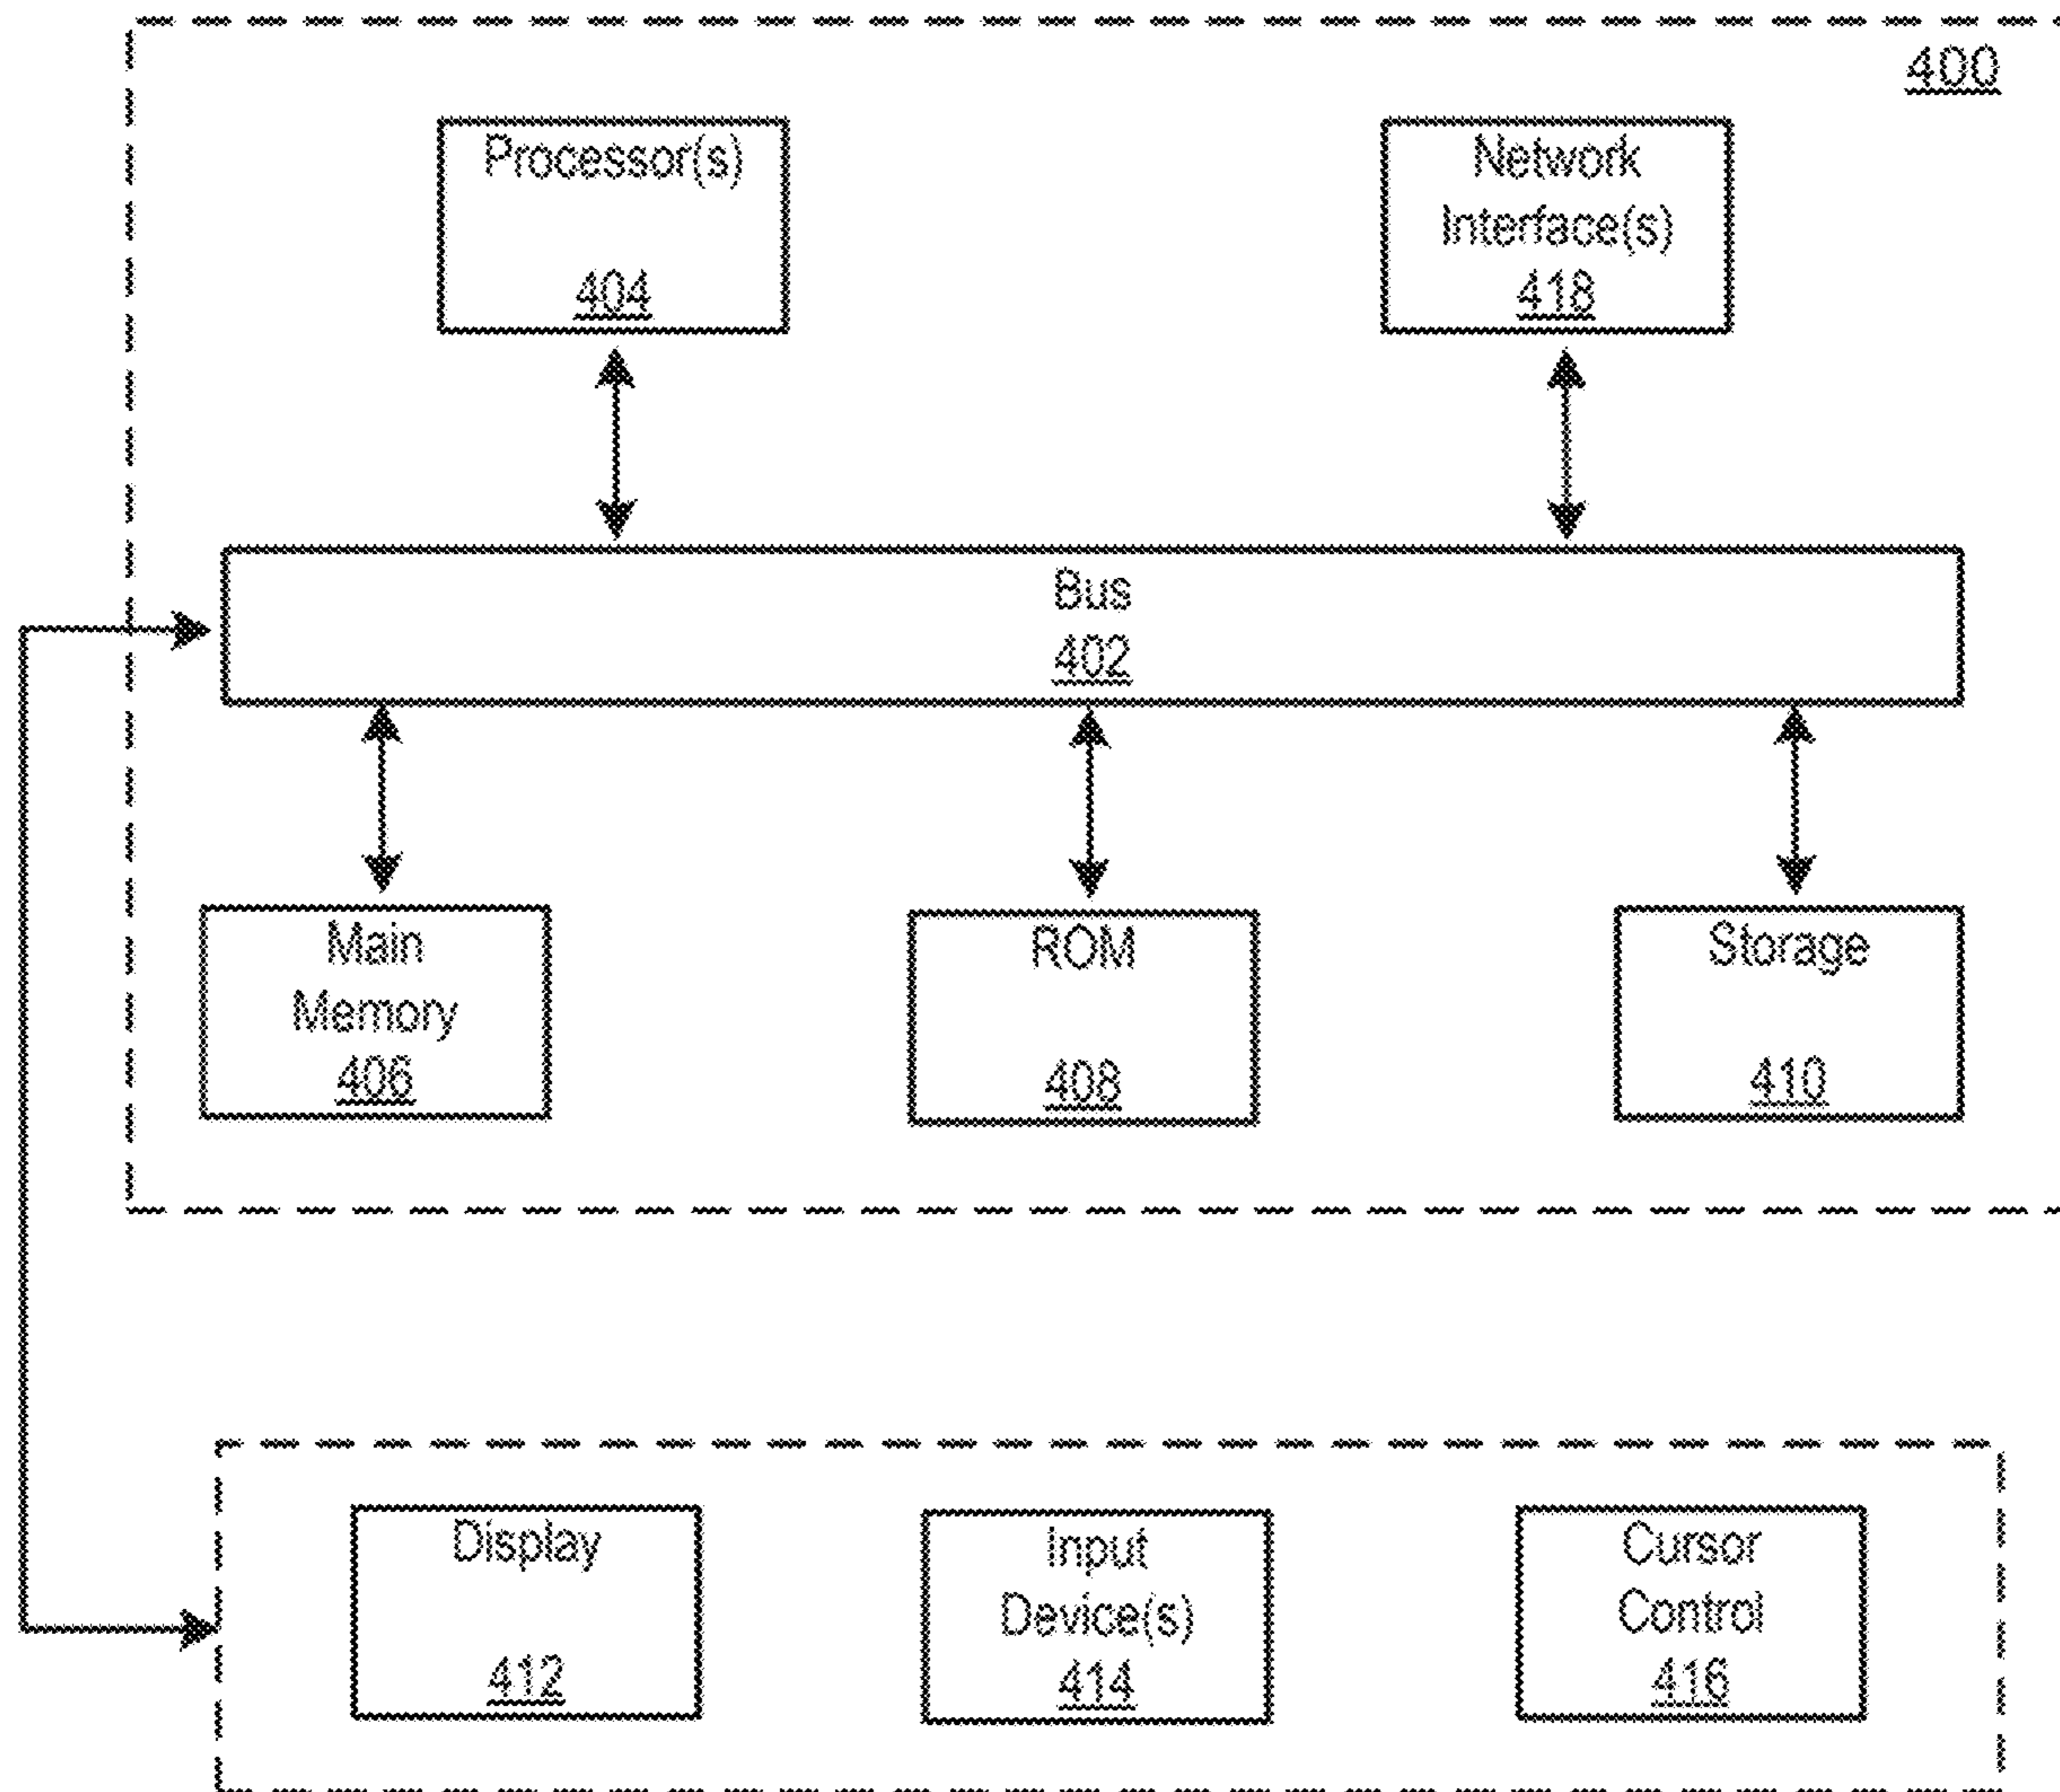 400
Processor(s)
404
Network
Interface(s)
418
Bus
402
Main
Memory
406
ROM
408
Storage
410
Display
412
Input
Device(s)
414
Cursor
Control
416